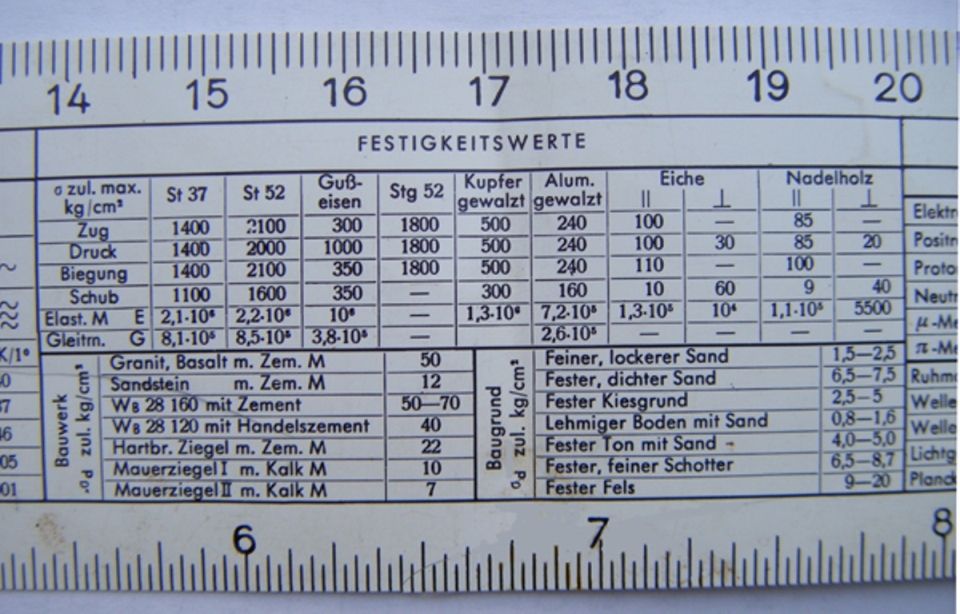 14 15 16 17 18 19 20
FESTIGKEITSWERTE
σ zul. max. kg/cm² St 37 St 52 Guß-eisen Stg 52 Kupfer gewalzt Alum. gewalzt Eiche || ⊥ Nadelholz || ⊥
Zug 1400 2100 300 1800 500 240 100 — 85 —
Druck 1400 2000 1000 1800 500 240 100 30 85 20
Biegung 1400 2100 350 1800 500 240 110 — 100 —
Schub 1100 1600 350 — 300 160 10 60 9 40
Elast. M E 2,1·10⁶ 2,2·10⁶ 10⁶ — 1,3·10⁶ 7,2·10⁵ 1,3·10⁵ 10⁴ 1,1·10⁵ 5500
Gleitm. G 8,1·10⁵ 8,5·10⁵ 3,8·10⁵ — 2,6·10⁵ — — — —
Bauwerk
σd zul. kg/cm²
Granit, Basalt m. Zem. M 50
Sandstein m. Zem. M 12
WB 28 160 mit Zement 50—70
WB 28 120 mit Handelszement 40
Hartbr. Ziegel m. Zem. M 22
Mauerziegel I m. Kalk M 10
Mauerziegel II m. Kalk M 7
Baugrund
σd zul. kg/cm²
Feiner, lockerer Sand 1,5—2,5
Fester, dichter Sand 6,5—7,5
Fester Kiesgrund 2,5—5
Lehmiger Boden mit Sand 0,8—1,6
Fester Ton mit Sand 4,0—5,0
Fester, feiner Schotter 6,5—8,7
Fester Fels 9—20
K/1°
0
37
46
05
01
Elektr
Positr
Proto
Neutr
μ-Me
π-Me
Ruhm
Welle
Welle
Lichtg
Planc
6 7 8